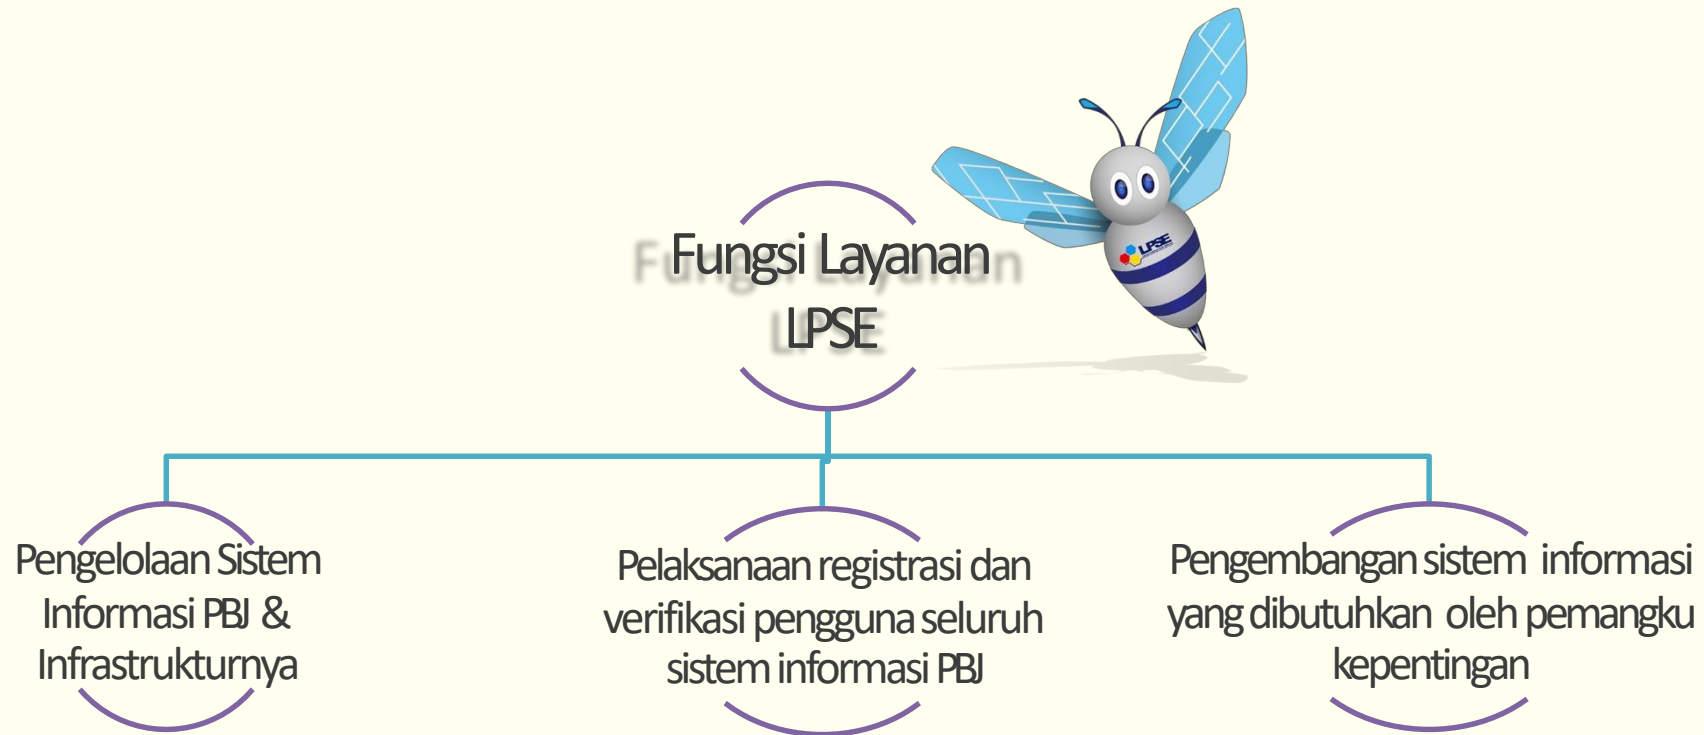 Fungsi Layanan
LPSE
LPSE
Pengelolaan Sistem
Informasi PBJ &
Infrastrukturnya
Pelaksanaan registrasi dan
verifikasi pengguna seluruh
sistem informasi PBJ
Pengembangan sistem informasi
yang dibutuhkan oleh pemangku
kepentingan